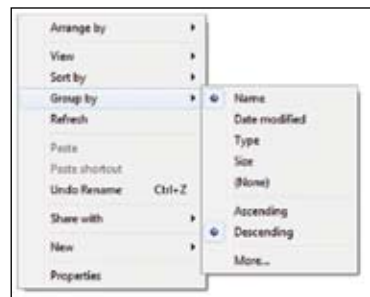 Arrange by
View
Sort by
Group by
Refresh
Paste
Paste shortcut
Undo Rename Ctrl+Z
Share with
New
Properties
Name
Date modified
Type
Size
(None)
Ascending
Descending
More...